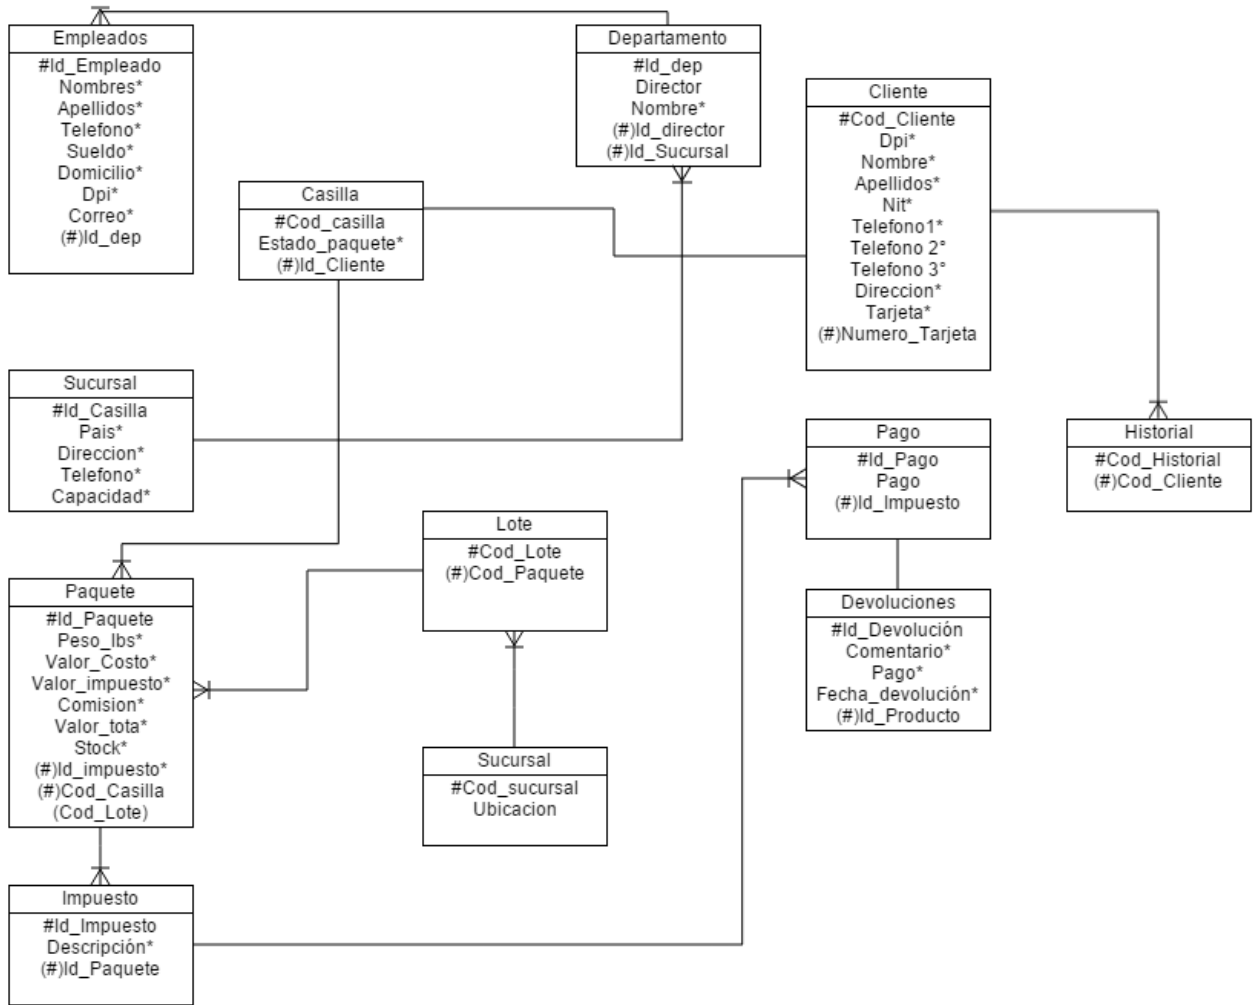 Empleados
#Id_Empleado
Nombres*
Apellidos*
Telefono*
Sueldo*
Domicilio*
Dpi*
Correo*
(#)Id_dep
Departamento
#Id_dep
Director
Nombre*
(#)Id_director
(#)Id_Sucursal
Cliente
#Cod_Cliente
Dpi*
Nombre*
Apellidos*
Nit*
Telefono1*
Telefono 2°
Telefono 3°
Direccion*
Tarjeta*
(#)Numero_Tarjeta
Casilla
#Cod_casilla
Estado_paquete*
(#)Id_Cliente
Sucursal
#Id_Casilla
Pais*
Direccion*
Telefono*
Capacidad*
Pago
#Id_Pago
Pago
(#)Id_Impuesto
Historial
#Cod_Historial
(#)Cod_Cliente
Lote
#Cod_Lote
(#)Cod_Paquete
Paquete
#Id_Paquete
Peso_lbs*
Valor_Costo*
Valor_impuesto*
Comision*
Valor_tota*
Stock*
(#)Id_impuesto*
(#)Cod_Casilla
(Cod_Lote)
Devoluciones
#Id_Devolución
Comentario*
Pago*
Fecha_devolución*
(#)Id_Producto
Sucursal
#Cod_sucursal
Ubicacion
Impuesto
#Id_Impuesto
Descripción*
(#)Id_Paquete